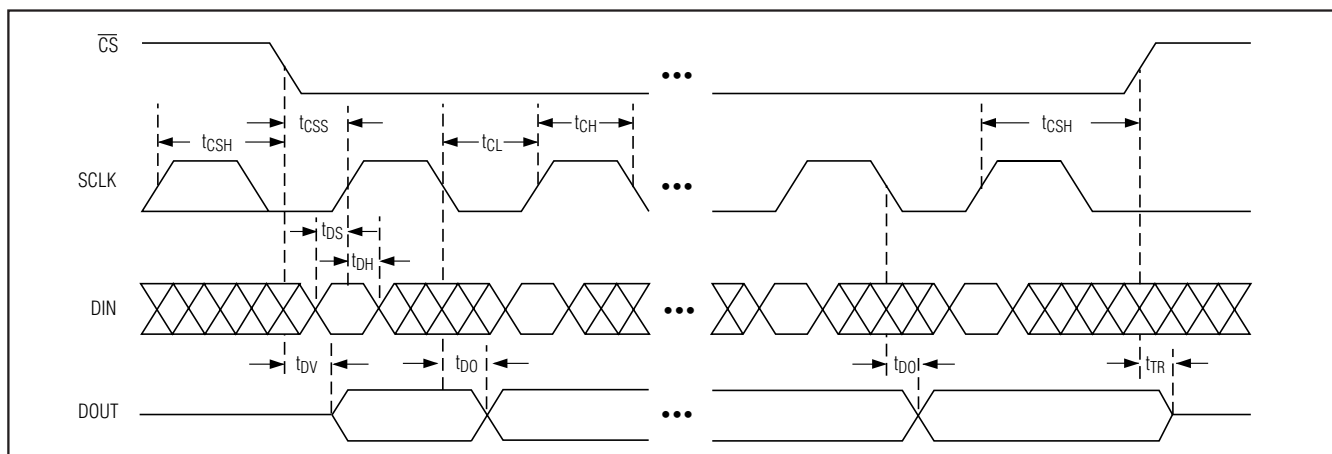 CS
•••
tCSS
tCSH
tCL
tCH
tCSH
SCLK
•••
tDS
tDH
DIN
•••
tDV
tDO
tDO
tTR
DOUT
•••